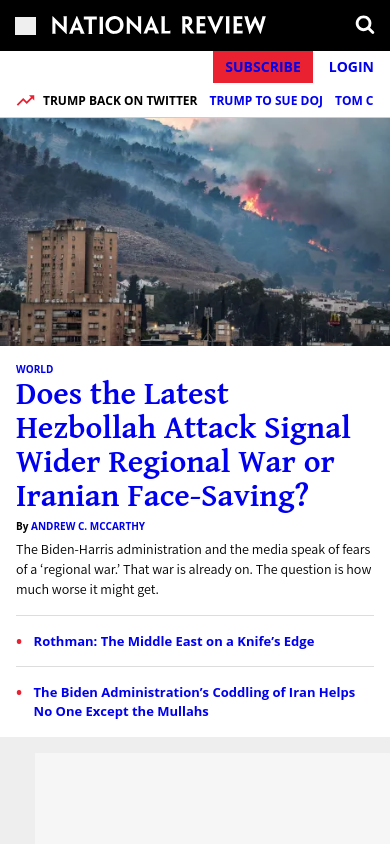 NATIONAL REVIEW
SUBSCRIBE LOGIN
TRUMP BACK ON TWITTER TRUMP TO SUE DOJ TOM C
WORLD
Does the Latest
Hezbollah Attack Signal
Wider Regional War or
Iranian Face-Saving?
By ANDREW C. MCCARTHY
The Biden-Harris administration and the media speak of fears
of a ‘regional war.’ That war is already on. The question is how
much worse it might get.
• Rothman: The Middle East on a Knife’s Edge
• The Biden Administration’s Coddling of Iran Helps
No One Except the Mullahs